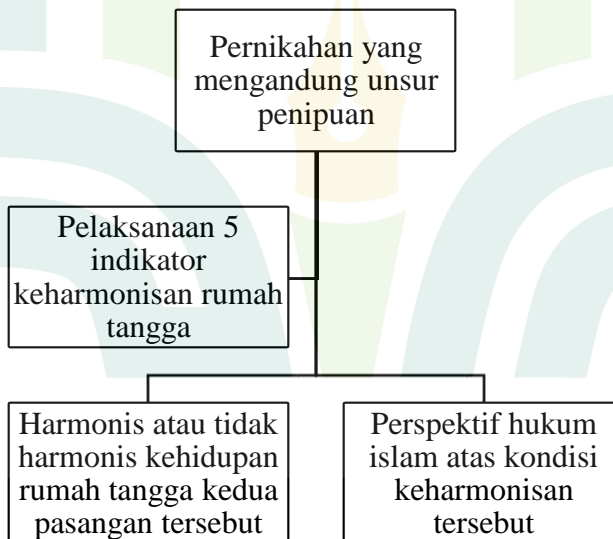 Pernikahan yang
mengandung unsur
penipuan
Pelaksanaan 5
indikator
keharmonisan rumah
tangga
Harmonis atau tidak
harmonis kehidupan
rumah tangga kedua
pasangan tersebut
Perspektif hukum
islam atas kondisi
keharmonisan
tersebut